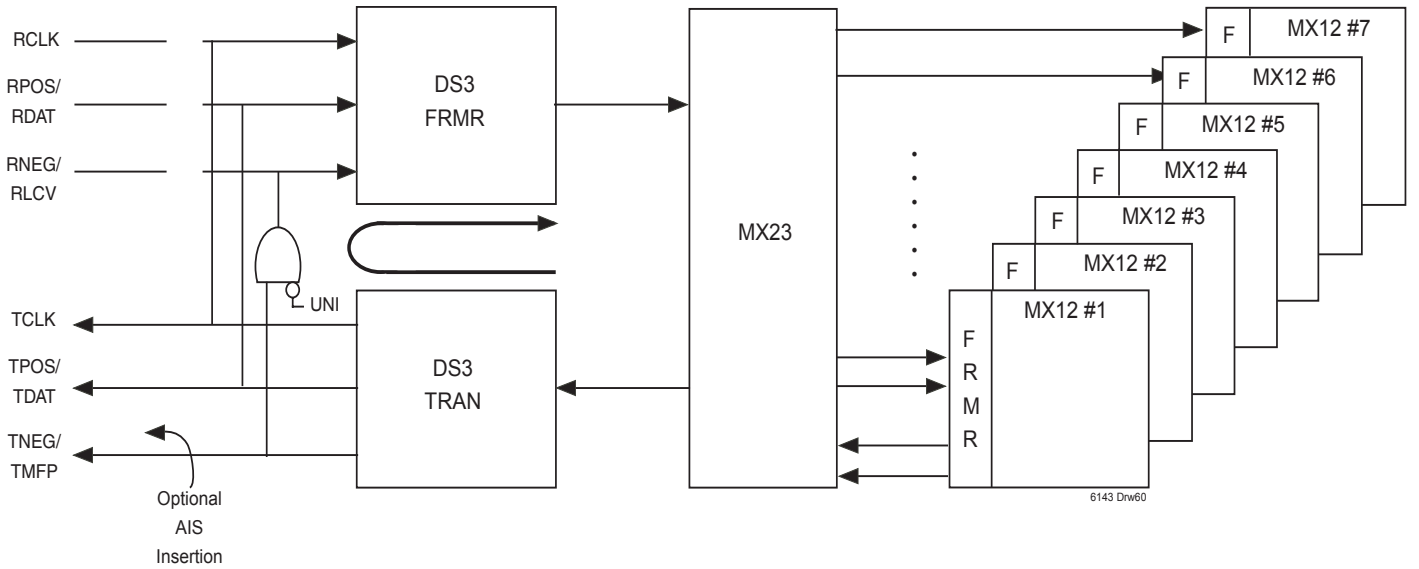 RCLK
RPOS/
RDAT
RNEG/
RLCV
TCLK
TPOS/
TDAT
TNEG/
TMFP
Optional
AIS
Insertion
UNI
DS3
FRMR
DS3
TRAN
MX23
F
MX12 #7
F
MX12 #6
F
MX12 #5
F
MX12 #4
F
MX12 #3
F
MX12 #2
MX12 #1
F
R
M
R
6143 Drw60